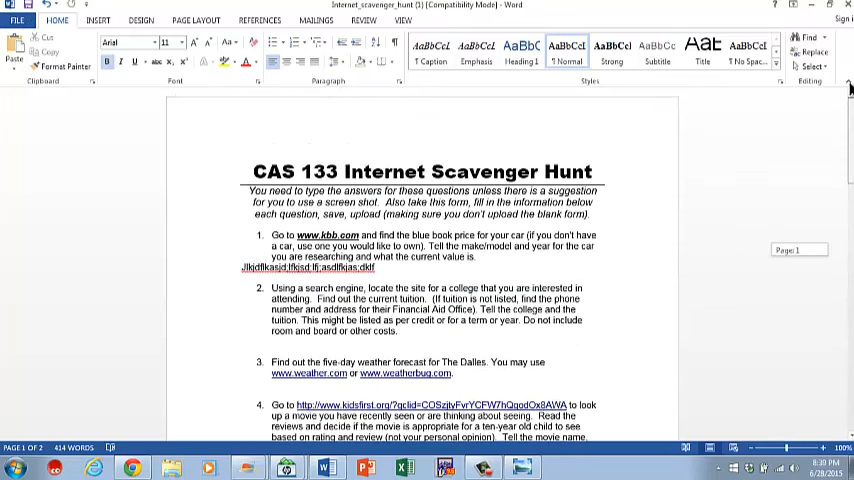 Internet_scavenger_hunt (1) [Compatibility Mode] - Word
FILE HOME INSERT DESIGN PAGE LAYOUT REFERENCES MAILINGS REVIEW VIEW
Paste
Cut
Copy
Format Painter
Clipboard
Arial 11
Font
Paragraph
AaBbCcI AaBbCcI AaBbC AaBbCcI AaBbCcI AaBbCc Aab AaBbCcI
¶ Caption Emphasis Heading 1 ¶ Normal Strong Subtitle Title ¶ No Spac...
Styles
Find
Replace
Select
Editing
CAS 133 Internet Scavenger Hunt
You need to type the answers for these questions unless there is a suggestion
for you to use a screen shot. Also take this form, fill in the information below
each question, save, upload (making sure you don't upload the blank form).
1. Go to www.kbb.com and find the blue book price for your car (if you don't have
a car, use one you would like to own). Tell the make/model and year for the car
you are researching and what the current value is.
Page: 1
2. Using a search engine, locate the site for a college that you are interested in
attending. Find out the current tuition. (If tuition is not listed, find the phone
number and address for their Financial Aid Office). Tell the college and the
tuition. This might be listed as per credit or for a term or year. Do not include
room and board or other costs.
3. Find out the five-day weather forecast for The Dalles. You may use
www.weather.com or www.weatherbug.com.
4. Go to to look
up a movie you have recently seen or are thinking about seeing. Read the
reviews and decide if the movie is appropriate for a ten-year old child to see
based on rating and review (not your personal opinion). Tell the movie name,
PAGE 1 OF 2 414 WORDS 100%
8:30 PM
6/28/2015